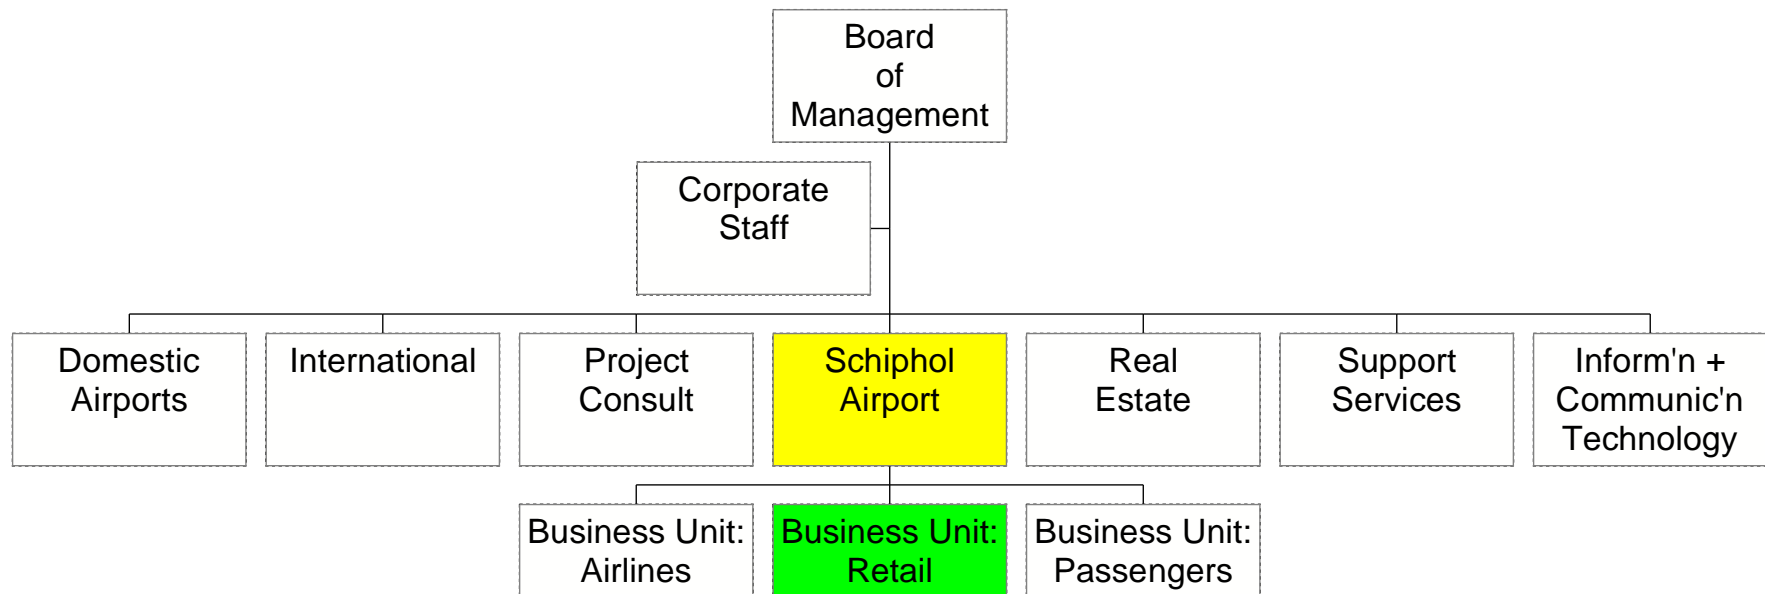 Board
of
Management
Corporate
Staff
Domestic
Airports
International
Project
Consult
Schiphol
Airport
Real
Estate
Support
Services
Inform'n +
Communic'n
Technology
Business Unit:
Airlines
Business Unit:
Retail
Business Unit:
Passengers